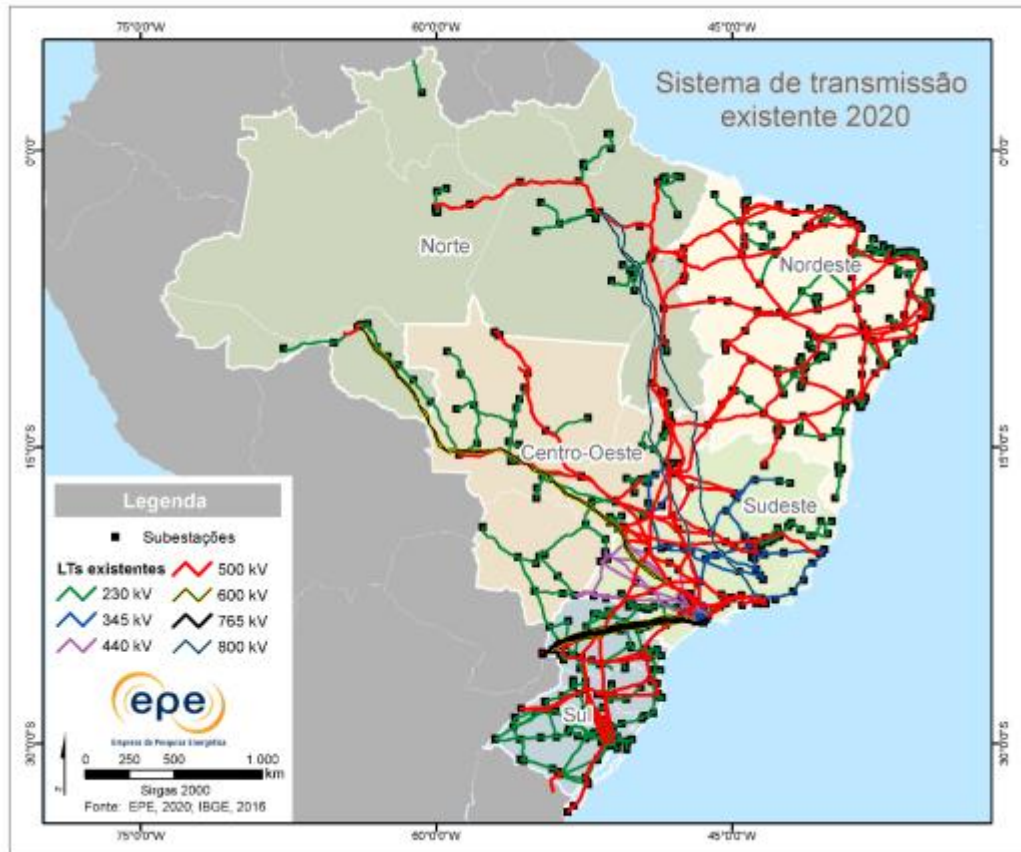 75°0'0"W 60°0'0"W 45°0'0"W
Sistema de transmissão
existente 2020
0°0'0" 0°0'0"
Norte
Nordeste
15°0'0"S 15°0'0"S
Centro-Oeste
Sudeste
Sul
Legenda
Subestações
LTs existentes
230 kV
345 kV
440 kV
500 kV
600 kV
765 kV
800 kV
epe
Empresa de Pesquisa Energética
30°0'0"S
0 250 500 1.000
km
Sirgas 2000
Fonte: EPE, 2020; IBGE, 2016
75°0'0"W 60°0'0"W 45°0'0"W